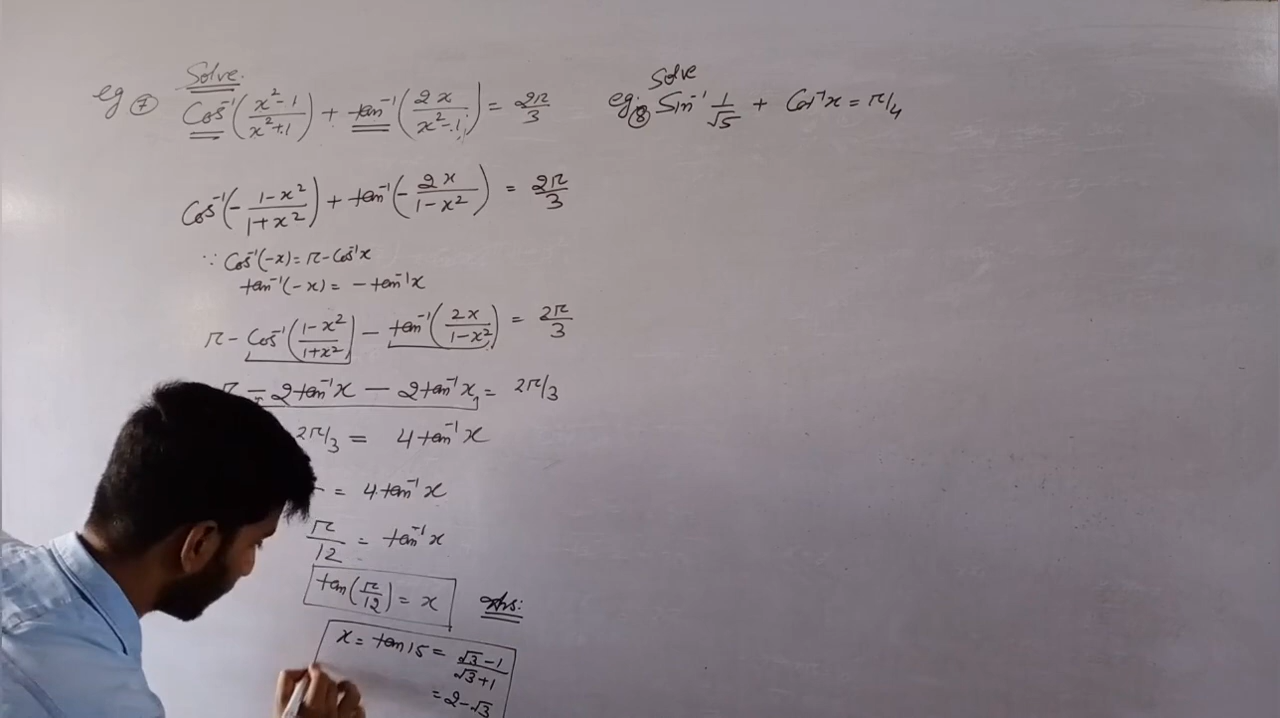 Solve.
eg ⑦ Cos⁻¹(x²-1/x²+1) + tan⁻¹(2x/x²-1) = 2π/3
Cos⁻¹(- 1-x²/1+x²) + tan⁻¹(- 2x/1-x²) = 2π/3
∵ Cos⁻¹(-x) = π - Cos⁻¹x
tan⁻¹(-x) = - tan⁻¹x
π - Cos⁻¹(1-x²/1+x²) - tan⁻¹(2x/1-x²) = 2π/3
π - 2tan⁻¹x - 2tan⁻¹x = 2π/3
2π/3 = 4tan⁻¹x
= 4tan⁻¹x
π/12 = tan⁻¹x
tan(π/12) = x Ans:
x = tan15 = √3-1/√3+1
= 2-√3
Solve
eg: ⑧ Sin⁻¹ 1/√5 + Cot⁻¹x = π/4